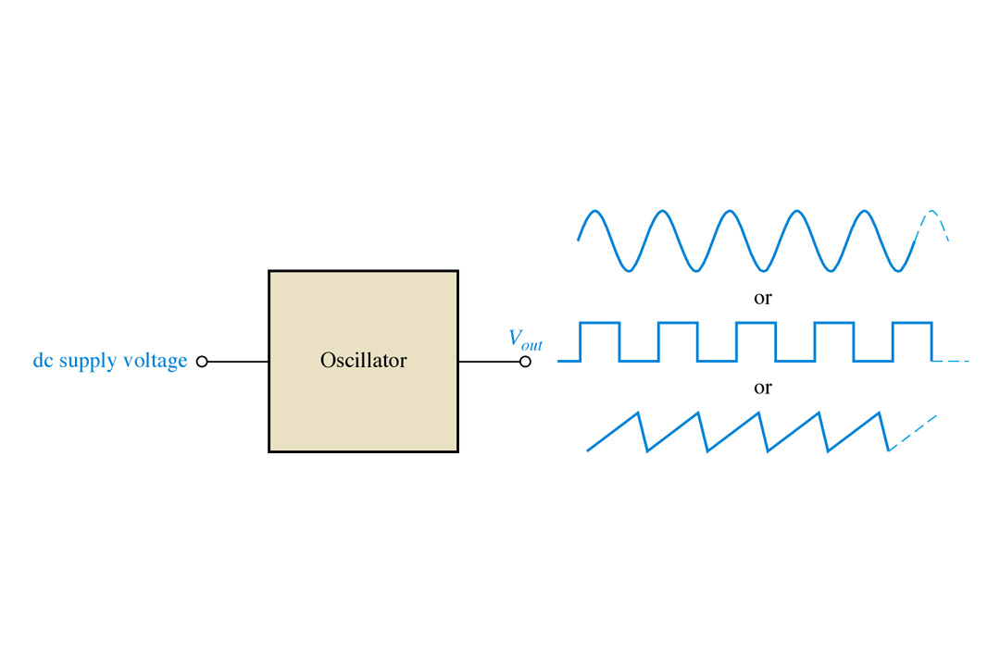 dc supply voltage
Oscillator
Vout
or
or